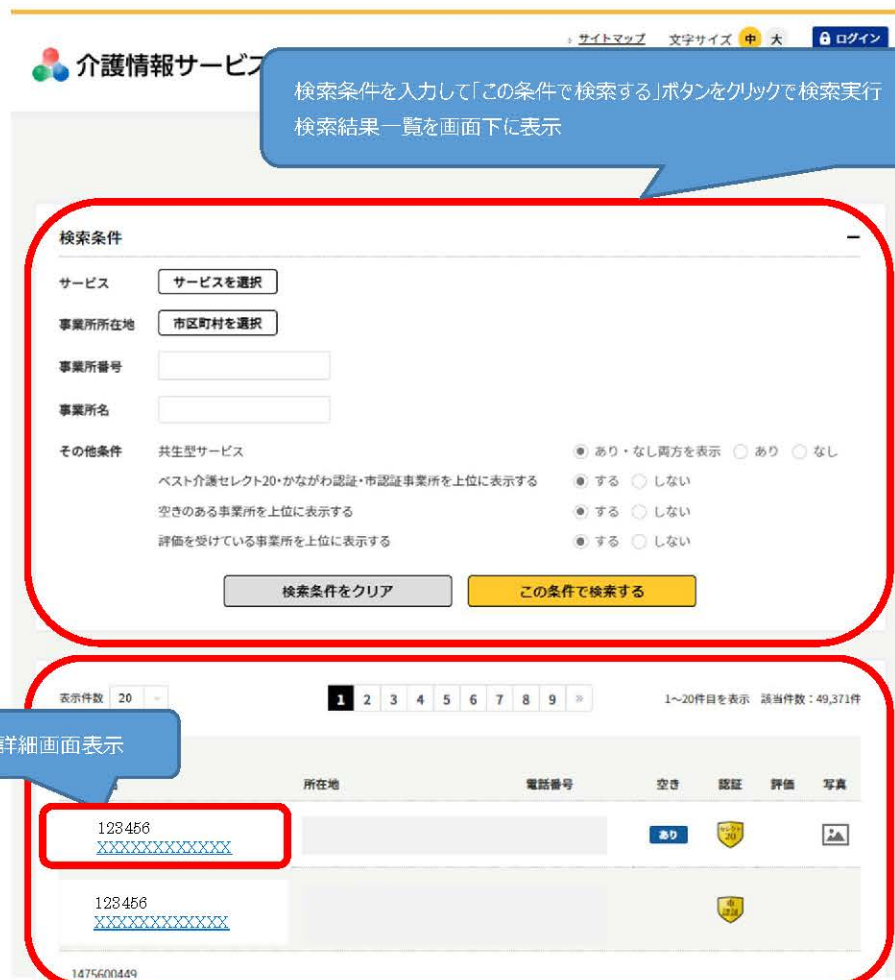 サイトマップ 文字サイズ 中 大 ログイン
介護情報サービス
検索条件を入力して「この条件で検索する」ボタンをクリックで検索実行
検索結果一覧を画面下に表示
検索条件
サービス サービスを選択
事業所所在地 市区町村を選択
事業所番号
事業所名
その他条件 共生型サービス あり・なし両方を表示 あり なし
ベスト介護セレクト20・かながわ認証・市認証事業所を上位に表示する する しない
空きのある事業所を上位に表示する する しない
評価を受けている事業所を上位に表示する する しない
検索条件をクリア この条件で検索する
表示件数 20 1 2 3 4 5 6 7 8 9 » 1～20件目を表示 該当件数：49,371件
詳細画面表示
所在地 電話番号 空き 認証 評価 写真
123456
XXXXXXXXXXXX
あり セレクト 20
123456
XXXXXXXXXXXX
市 認証
1475600449